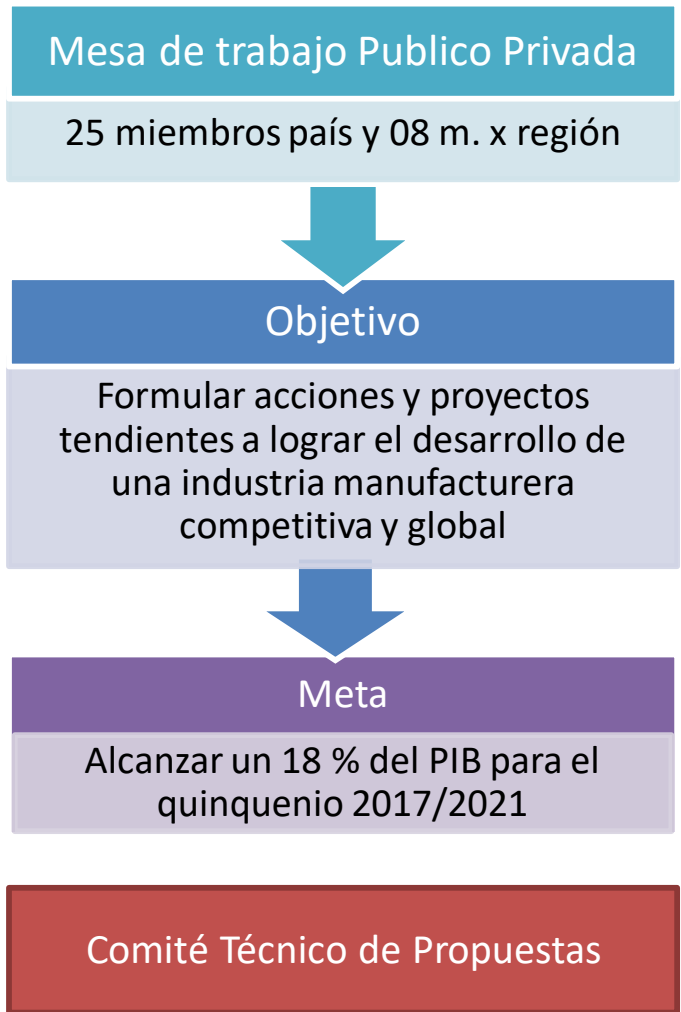 Mesa de trabajo Publico Privada
25 miembros país y 08 m. x región
Objetivo
Formular acciones y proyectos
tendientes a lograr el desarrollo de
una industria manufacturera
competitiva y global
Meta
Alcanzar un 18 % del PIB para el
quinquenio 2017/2021
Comité Técnico de Propuestas